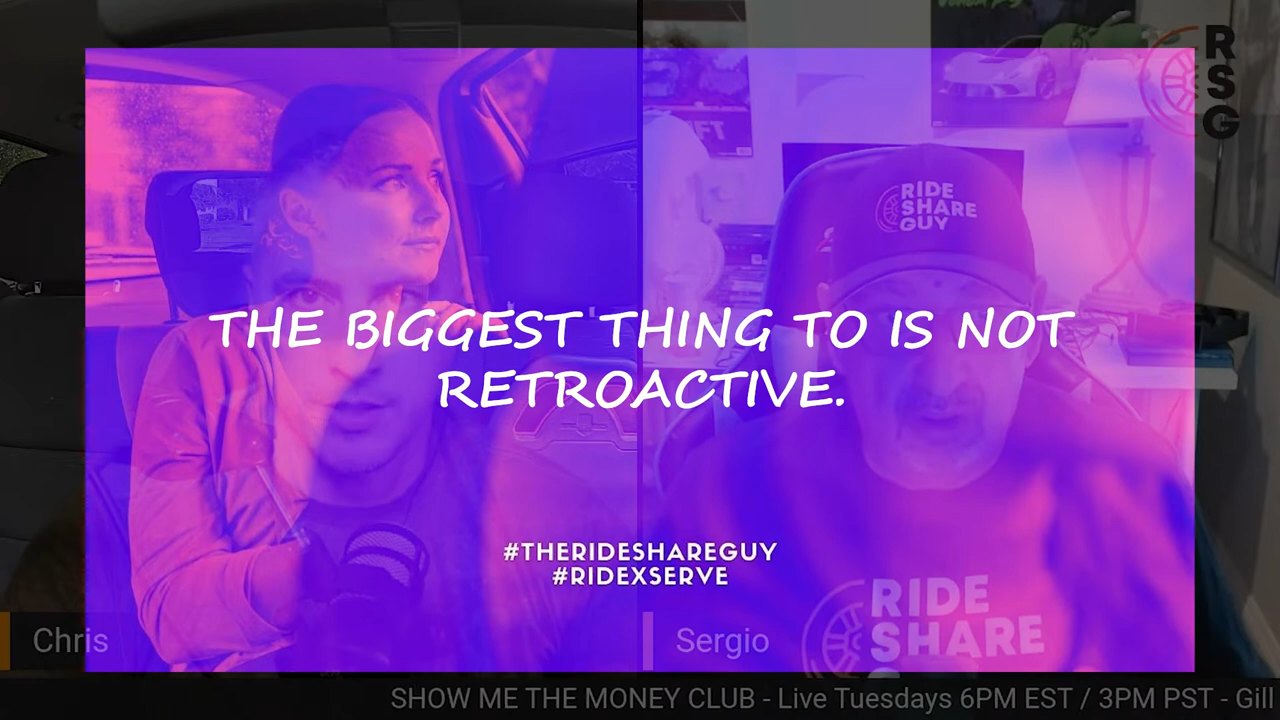 R
S
G
FT
RIDE
SHARE
GUY
THE BIGGEST THING TO IS NOT
RETROACTIVE.
#THERIDESHAREGUY
#RIDEXSERVE
RIDE
SHARE
Chris
Sergio
SHOW ME THE MONEY CLUB - Live Tuesdays 6PM EST / 3PM PST - Gill